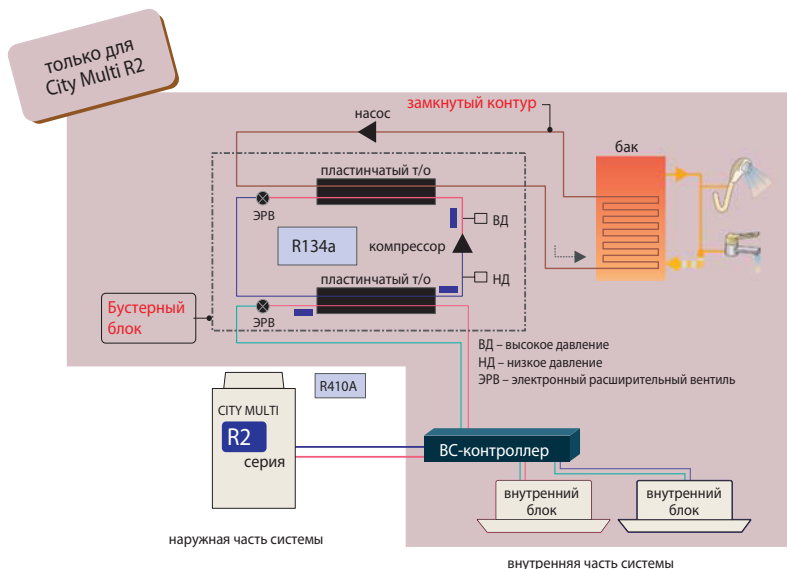 только для
City Multi R2
замкнутый контур
насос
бак
пластинчатый т/о
ЭРВ
ВД
R134a
компрессор
пластинчатый т/о
НД
Бустерный
блок
ЭРВ
ВД – высокое давление
НД – низкое давление
ЭРВ – электронный расширительный вентиль
R410A
CITY MULTI
R2
серия
BC-контроллер
внутренний
блок
внутренний
блок
наружная часть системы
внутренняя часть системы